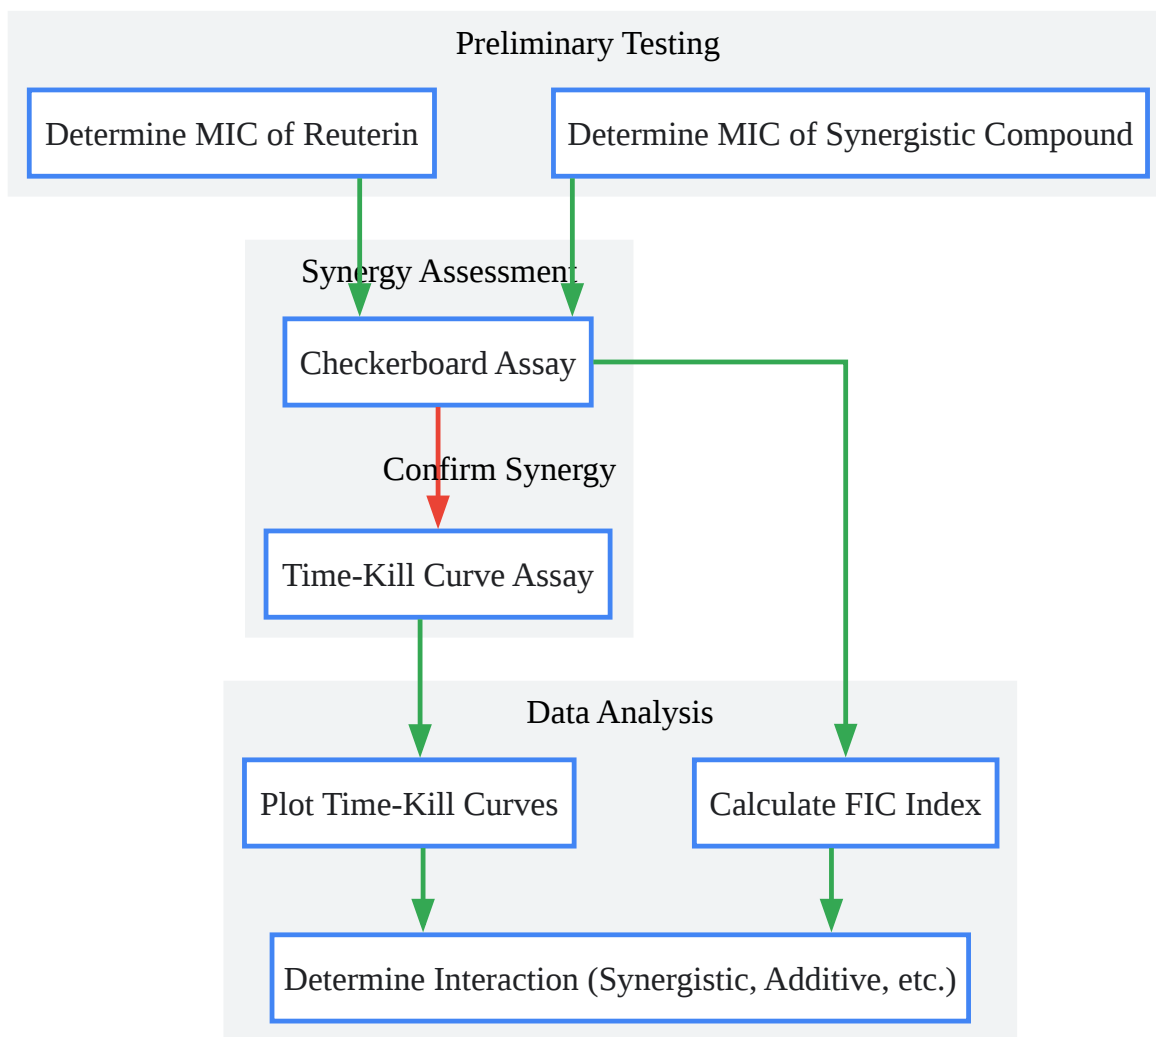 Preliminary Testing
Determine MIC of Reuterin
Determine MIC of Synergistic Compound
Synergy Assessment
Checkerboard Assay
Confirm Synergy
Time-Kill Curve Assay
Data Analysis
Plot Time-Kill Curves
Calculate FIC Index
Determine Interaction (Synergistic, Additive, etc.)